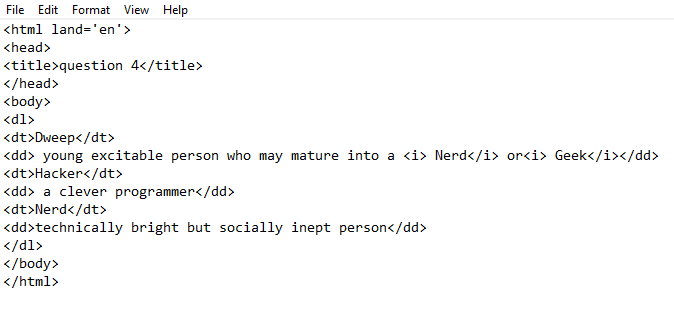 File Edit Format View Help
<html land='en'>
<head>
<title>question 4</title>
</head>
<body>
<dl>
<dt>Dweep</dt>
<dd> young excitable person who may mature into a <i> Nerd</i> or<i> Geek</i></dd>
<dt>Hacker</dt>
<dd> a clever programmer</dd>
<dt>Nerd</dt>
<dd>technically bright but socially inept person</dd>
</dl>
</body>
</html>